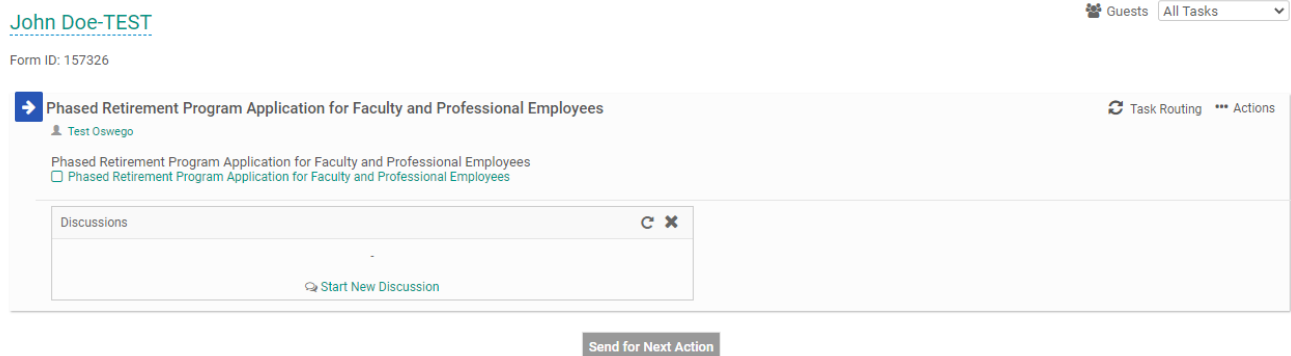 John Doe-TEST
Guests All Tasks
Form ID: 157326
Phased Retirement Program Application for Faculty and Professional Employees
Task Routing ••• Actions
Test Oswego
Phased Retirement Program Application for Faculty and Professional Employees
Phased Retirement Program Application for Faculty and Professional Employees
Discussions
-
Start New Discussion
Send for Next Action